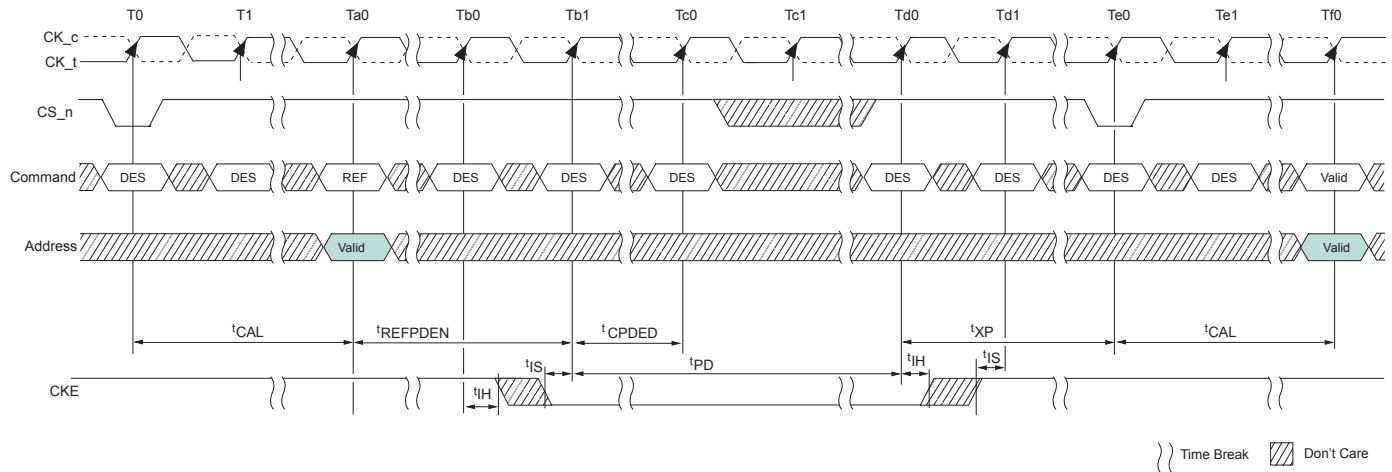 T0 T1 Ta0 Tb0 Tb1 Tc0 Tc1 Td0 Td1 Te0 Te1 Tf0
CK_c
CK_t
CS_n
Command DES DES REF DES DES DES DES DES DES DES Valid
Address Valid Valid
tCAL tREFPDEN tCPDED tXP tCAL
tIS tPD tIH tIS
CKE tIH
Time Break Don't Care